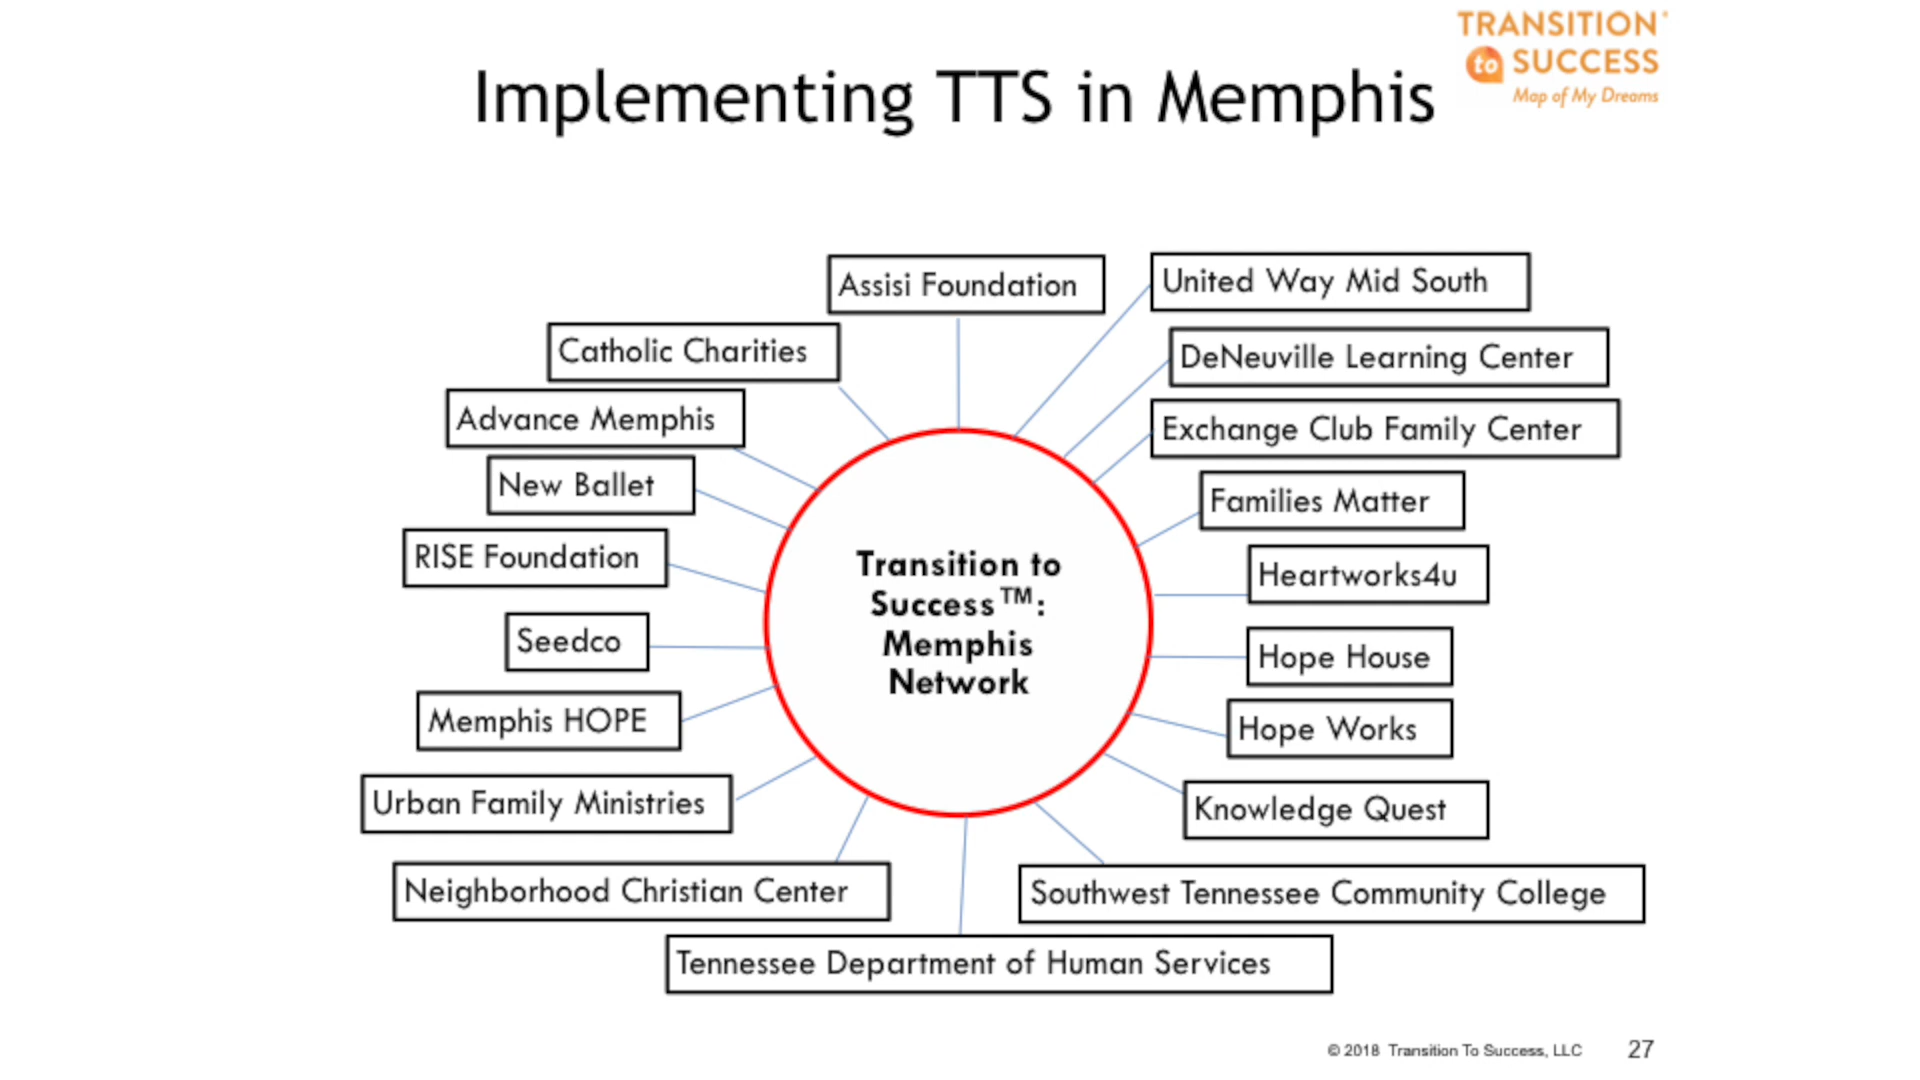 TRANSITION
to SUCCESS
Map of My Dreams
Implementing TTS in Memphis
Assisi Foundation
United Way Mid South
Catholic Charities
DeNeuville Learning Center
Advance Memphis
Exchange Club Family Center
New Ballet
Families Matter
RISE Foundation
Heartworks4u
Transition to
Success™:
Memphis
Network
Seedco
Hope House
Memphis HOPE
Hope Works
Urban Family Ministries
Knowledge Quest
Neighborhood Christian Center
Southwest Tennessee Community College
Tennessee Department of Human Services
© 2018 Transition To Success, LLC
27